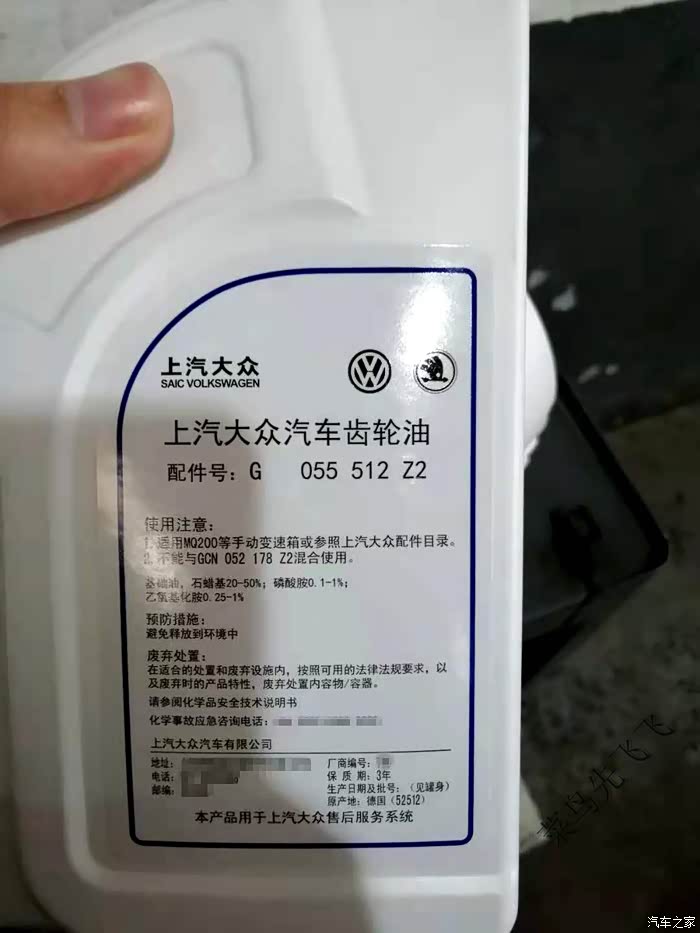 上汽大众
SAIC VOLKSWAGEN
上汽大众汽车齿轮油
配件号: G 055 512 Z2
使用注意:
1. 适用MQ200等手动变速箱或参照上汽大众配件目录。
2. 不能与GCN 052 178 Z2混合使用。
基础油, 石蜡基20-50%; 磷酸胺0.1-1%;
乙氧基化胺0.25-1%
预防措施:
避免释放到环境中
废弃处置:
在适合的处置和废弃设施内, 按照可用的法律法规要求, 以
及废弃时的产品特性, 废弃处置内容物/容器。
请参阅化学品安全技术说明书
化学事故应急咨询电话:
上汽大众汽车有限公司
地址:
电话:
邮编:
厂商编号:
保 质 期: 3年
生产日期及批号: (见罐身)
原产地: 德国 (52512)
本产品用于上汽大众售后服务系统
菜鸟先飞飞
汽车之家